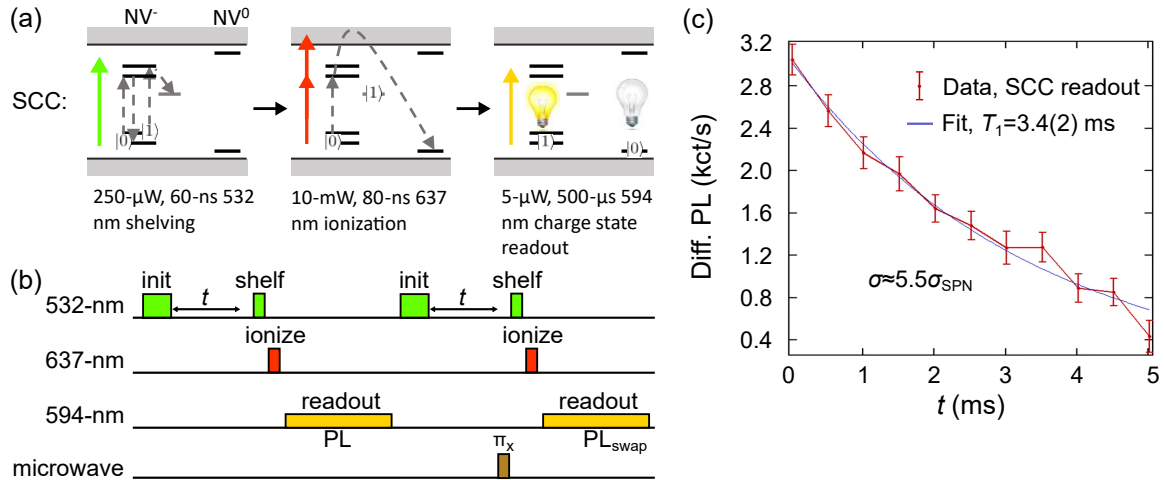 (a)
NV⁻ NV⁰
SCC:
|0⟩ |1⟩
|1⟩
|0⟩
|1⟩
|0⟩
250-μW, 60-ns 532
nm shelving
10-mW, 80-ns 637
nm ionization
5-μW, 500-μs 594
nm charge state
readout
(b)
init shelf init shelf
532-nm t t
ionize ionize
637-nm
readout readout
594-nm
PL PLswap
πx
microwave
(c)
3.2
2.8
2.4
2.0
1.6
1.2
0.8
0.4
Diff. PL (kct/s)
Data, SCC readout
Fit, T₁=3.4(2) ms
σ≈5.5σSPN
0 1 2 3 4 5
t (ms)